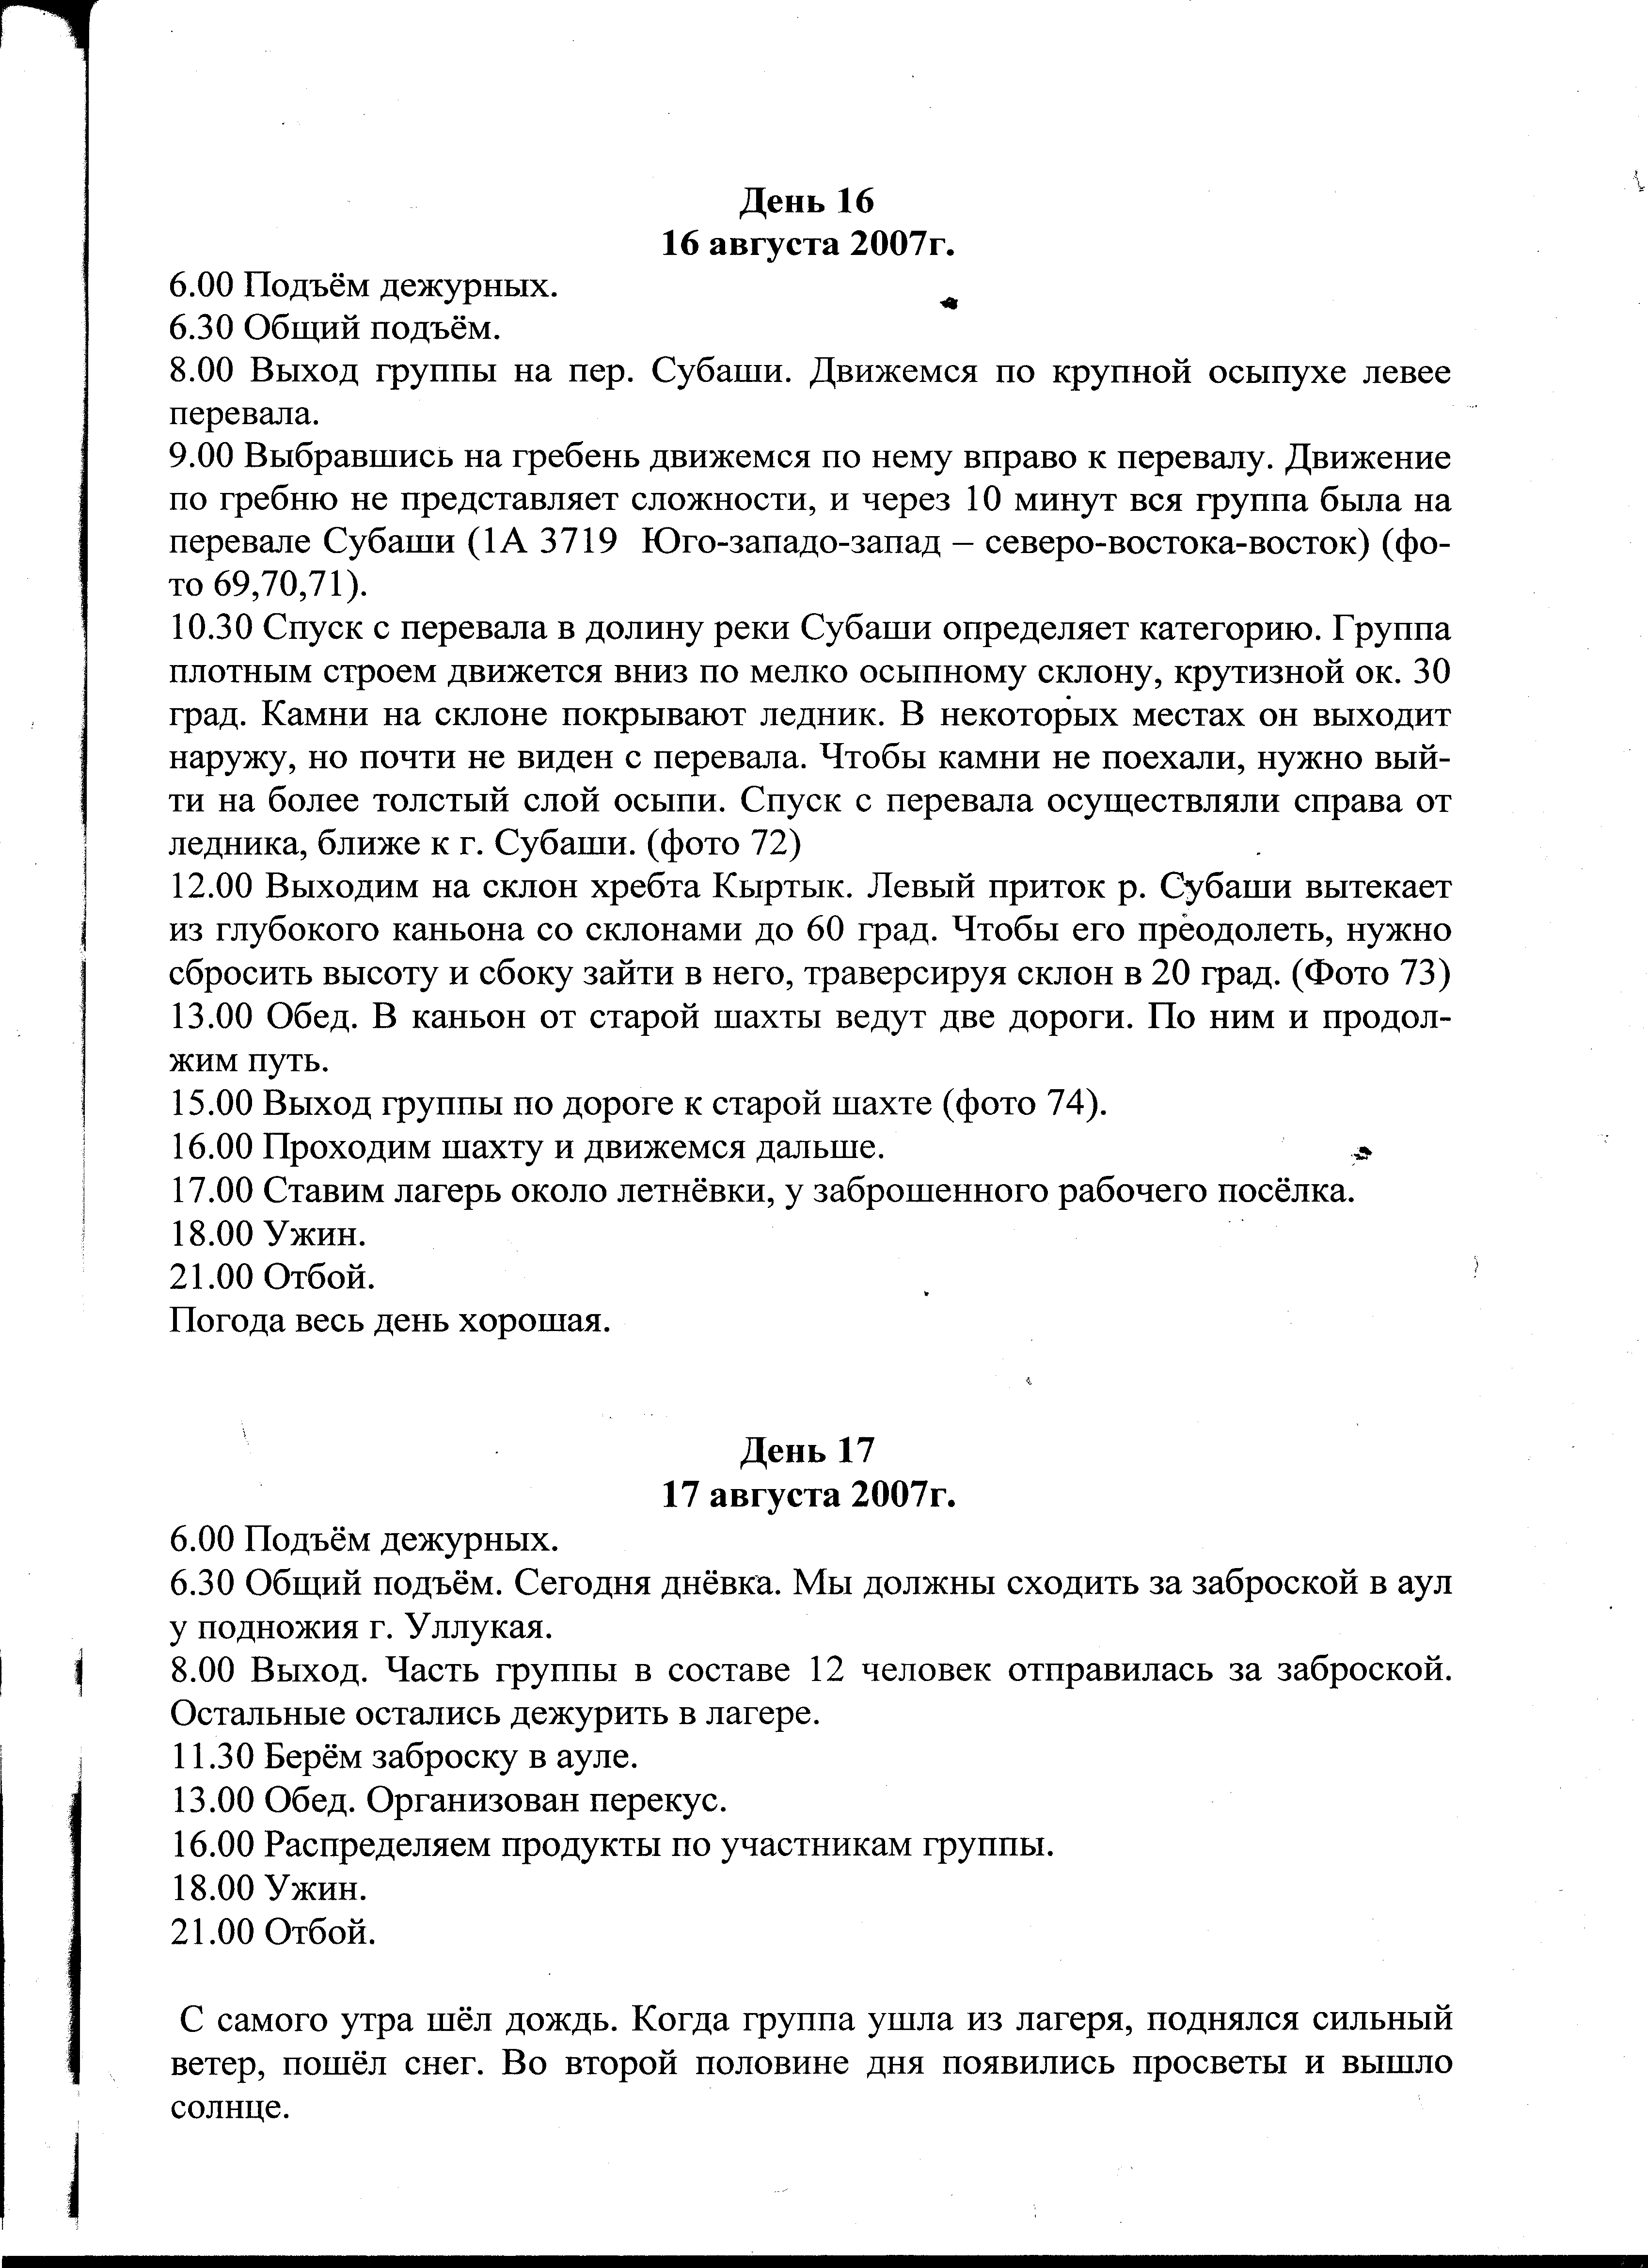 День 16
16 августа 2007г.
6.00 Подъём дежурных.
6.30 Общий подъём.
8.00 Выход группы на пер. Субаши. Движемся по крупной осыпухе левее
перевала.
9.00 Выбравшись на гребень движемся по нему вправо к перевалу. Движение
по гребню не представляет сложности, и через 10 минут вся группа была на
перевале Субаши (1А 3719  Юго-западо-запад – северо-востока-восток) (фо-
то 69,70,71).
10.30 Спуск с перевала в долину реки Субаши определяет категорию. Группа
плотным строем движется вниз по мелко осыпному склону, крутизной ок. 30
град. Камни на склоне покрывают ледник. В некоторых местах он выходит
наружу, но почти не виден с перевала. Чтобы камни не поехали, нужно вый-
ти на более толстый слой осыпи. Спуск с перевала осуществляли справа от
ледника, ближе к г. Субаши. (фото 72)
12.00 Выходим на склон хребта Кыртык. Левый приток р. Субаши вытекает
из глубокого каньона со склонами до 60 град. Чтобы его преодолеть, нужно
сбросить высоту и сбоку зайти в него, траверсируя склон в 20 град. (Фото 73)
13.00 Обед. В каньон от старой шахты ведут две дороги. По ним и продол-
жим путь.
15.00 Выход группы по дороге к старой шахте (фото 74).
16.00 Проходим шахту и движемся дальше.
17.00 Ставим лагерь около летнёвки, у заброшенного рабочего посёлка.
18.00 Ужин.
21.00 Отбой.
Погода весь день хорошая.
День 17
17 августа 2007г.
6.00 Подъём дежурных.
6.30 Общий подъём. Сегодня днёвка. Мы должны сходить за заброской в аул
у подножия г. Уллукая.
8.00 Выход. Часть группы в составе 12 человек отправилась за заброской.
Остальные остались дежурить в лагере.
11.30 Берём заброску в ауле.
13.00 Обед. Организован перекус.
16.00 Распределяем продукты по участникам группы.
18.00 Ужин.
21.00 Отбой.
С самого утра шёл дождь. Когда группа ушла из лагеря, поднялся сильный
ветер, пошёл снег. Во второй половине дня появились просветы и вышло
солнце.